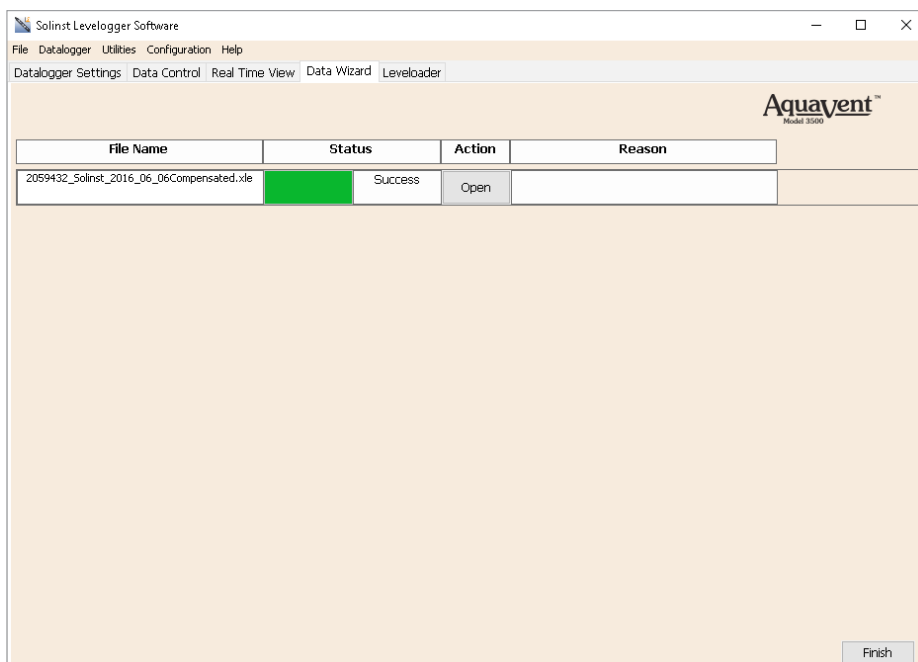 Solinst Levelogger Software
File Datalogger Utilities Configuration Help
Datalogger Settings Data Control Real Time View Data Wizard Leveloader
Aquavent™
Model 3500
File Name Status Action Reason
2059432_Solinst_2016_06_06Compensated.xle Success Open
Finish